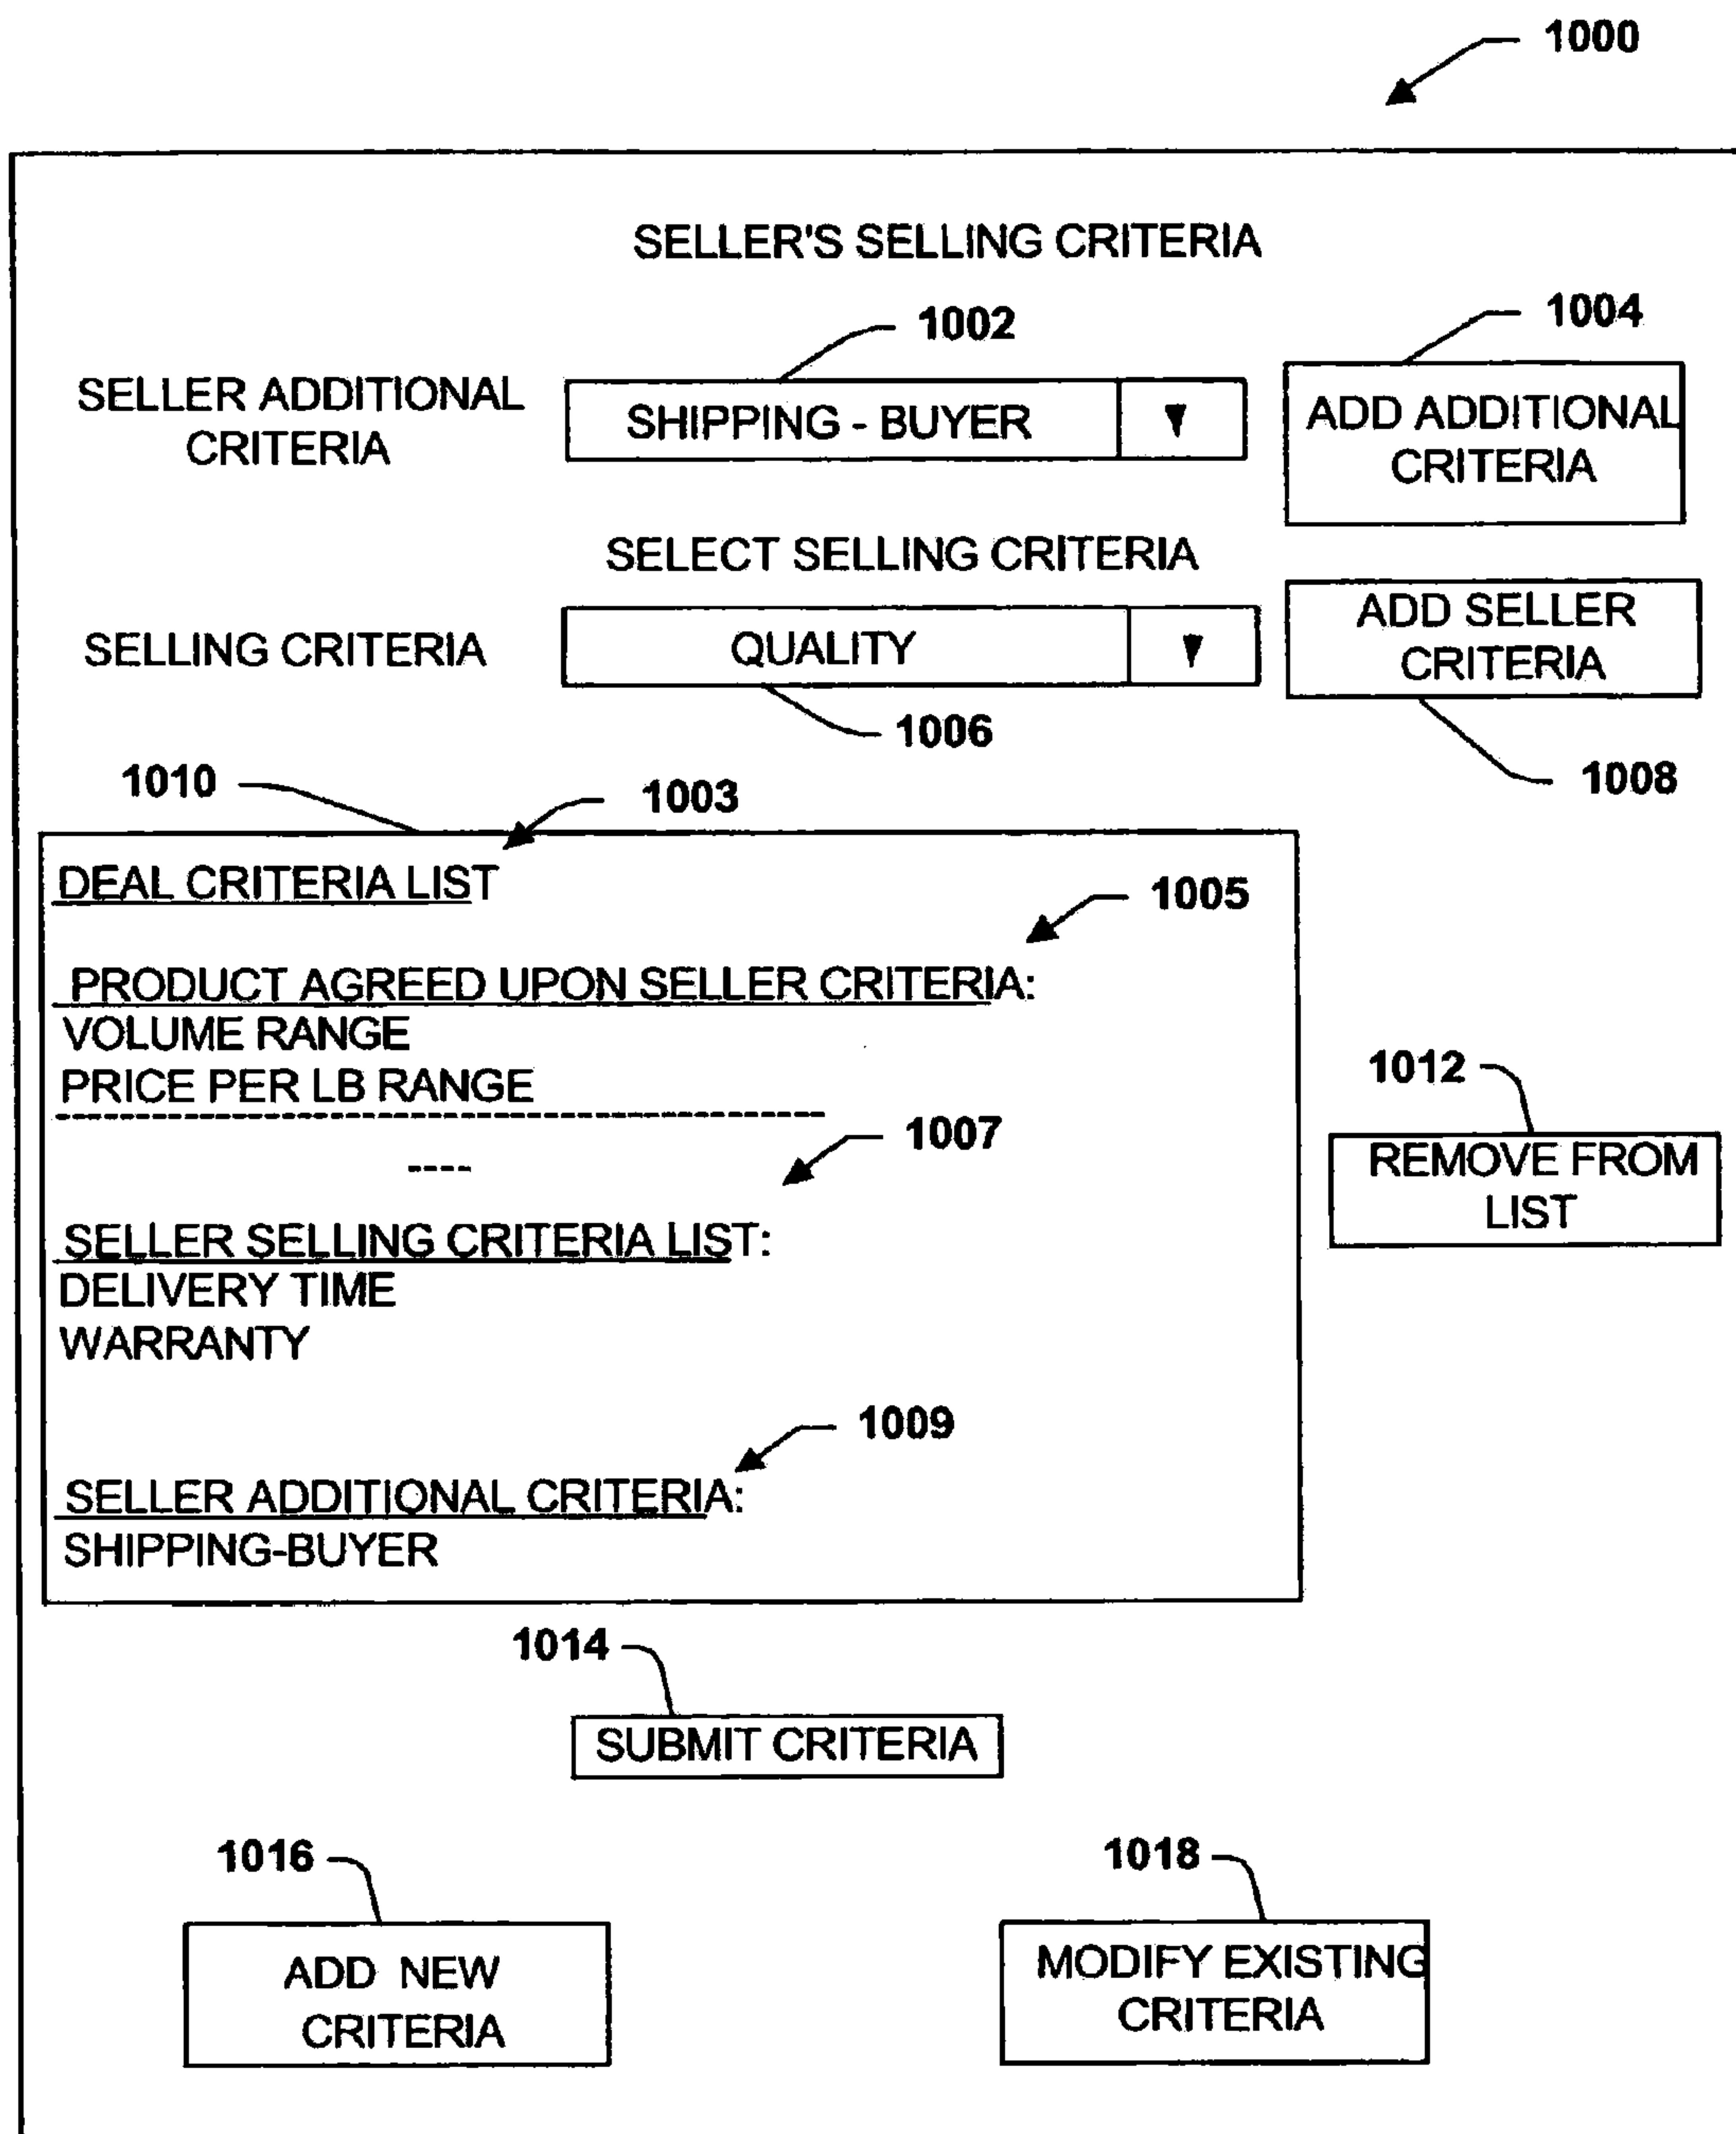 1000
SELLER'S SELLING CRITERIA
1002
1004
SELLER ADDITIONAL
CRITERIA
SHIPPING - BUYER
ADD ADDITIONAL
CRITERIA
SELECT SELLING CRITERIA
SELLING CRITERIA
QUALITY
ADD SELLER
CRITERIA
1006
1008
1010
1003
DEAL CRITERIA LIST
1005
PRODUCT AGREED UPON SELLER CRITERIA:
VOLUME RANGE
PRICE PER LB RANGE
----------------------------------------
----
1007
1012
REMOVE FROM
LIST
SELLER SELLING CRITERIA LIST:
DELIVERY TIME
WARRANTY
1009
SELLER ADDITIONAL CRITERIA:
SHIPPING-BUYER
1014
SUBMIT CRITERIA
1016
1018
ADD NEW
CRITERIA
MODIFY EXISTING
CRITERIA